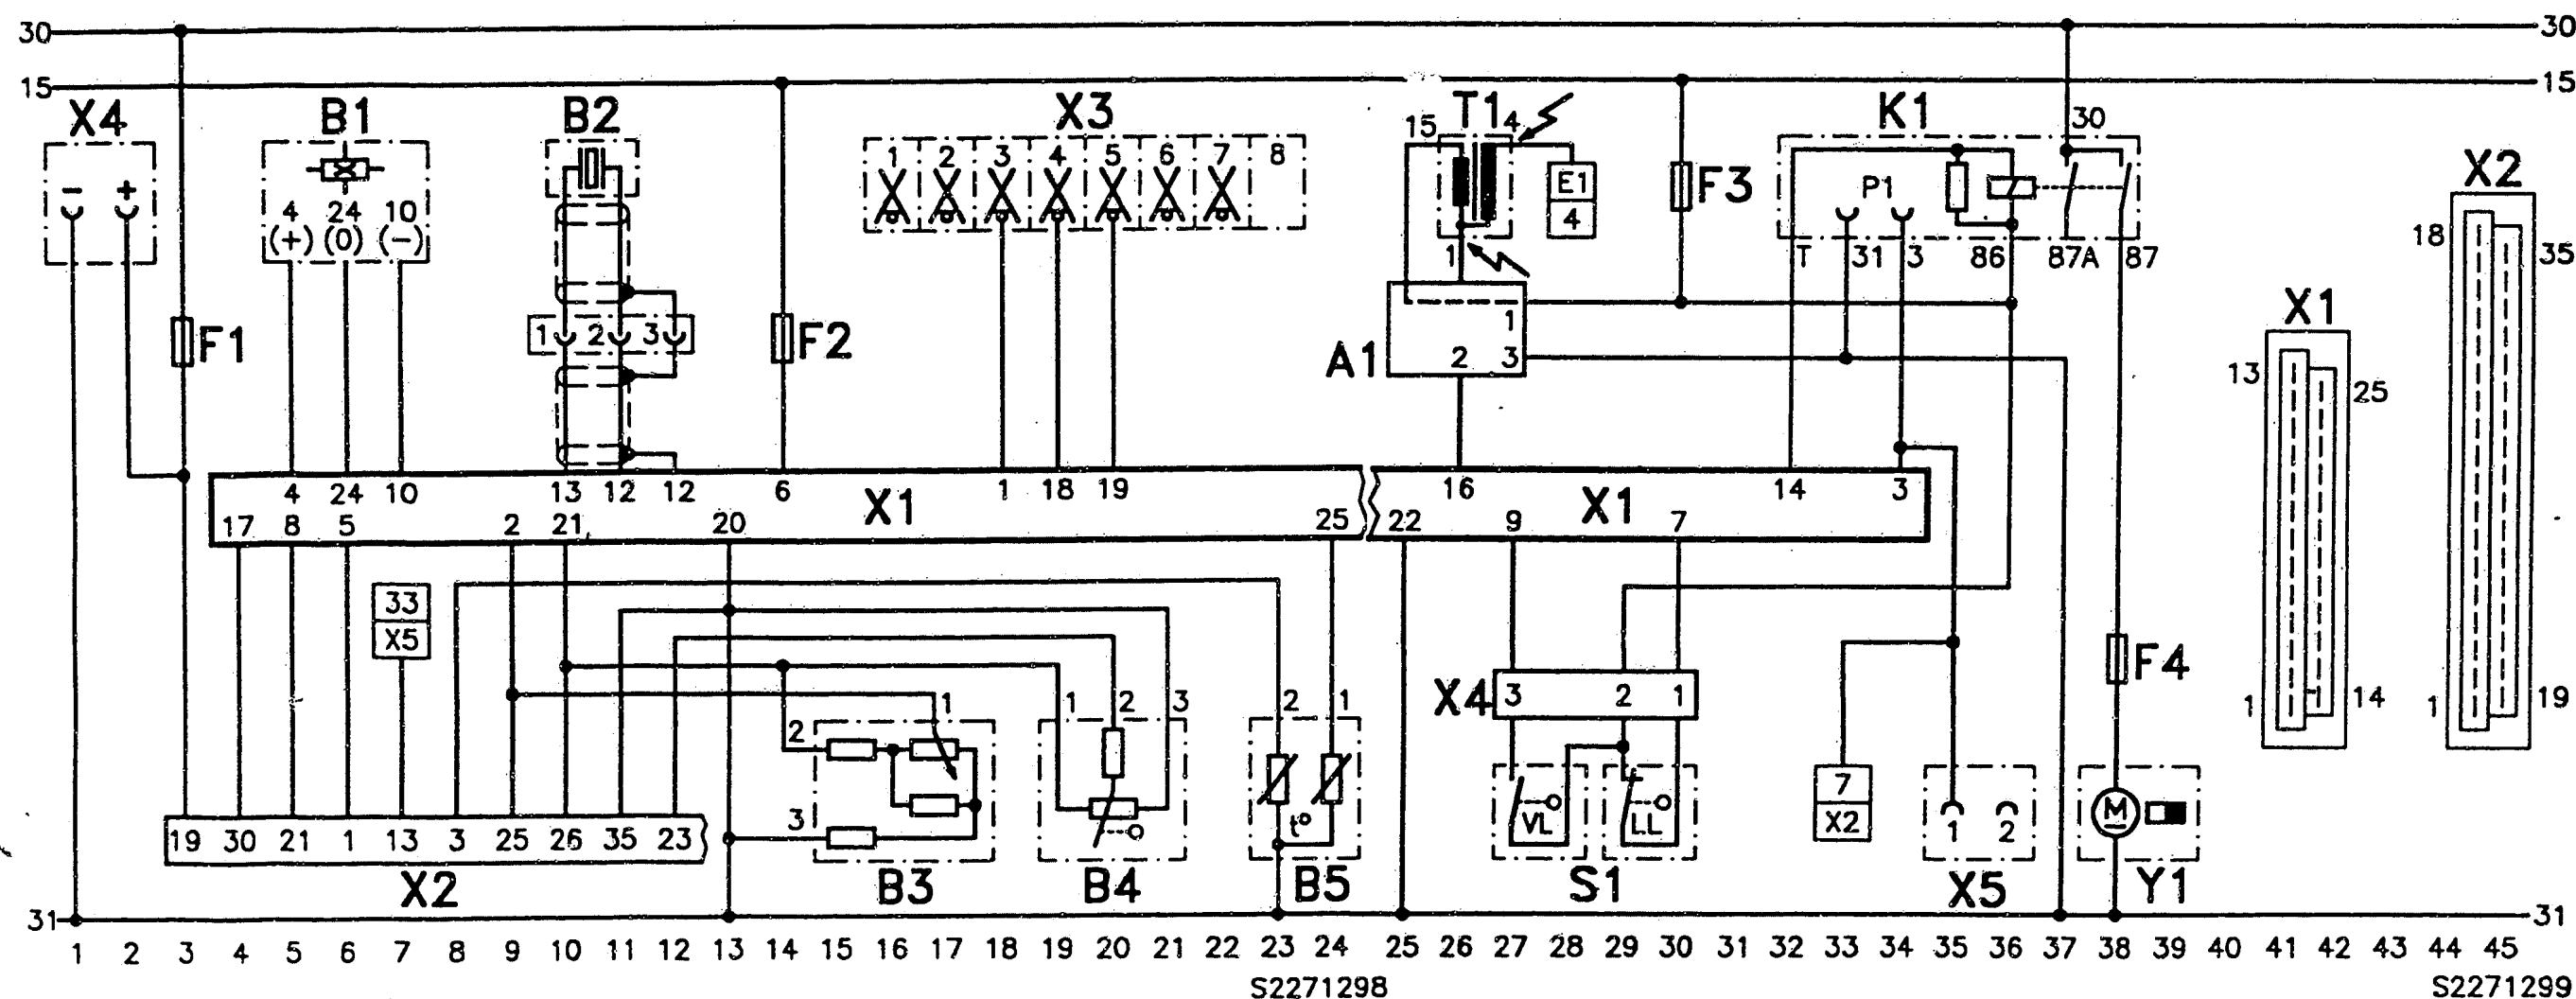 30 30
15 15
X4 B1 B2 X3 T1 K1 X2
15 4 30
1 2 3 4 5 6 7 8
- +
E1
4
F3
P1
4 24 10
(+) (0) (-)
18 35
1
T 31 3 86 87A 87
X1
F1 1 2 3 F2
1
A1 2 3
13 25
4 24 10 13 12 12 6 1 18 19 16 14 3
X1 X1
17 8 5 2 21 20 25 22 9 7
33
X5
F4
X4 3 2 1
1 2 3
1
2 1
2
3
1 14
1 19
t°
VL LL
7
X2
1 2
M
19 30 21 1 13 3 25 26 35 23
X2 B3 B4 B5 S1 X5 Y1
31 31
1 2 3 4 5 6 7 8 9 10 11 12 13 14 15 16 17 18 19 20 21 22 23 24 25 26 27 28 29 30 31 32 33 34 35 36 37 38 39 40 41 42 43 44 45
S2271298 S2271299